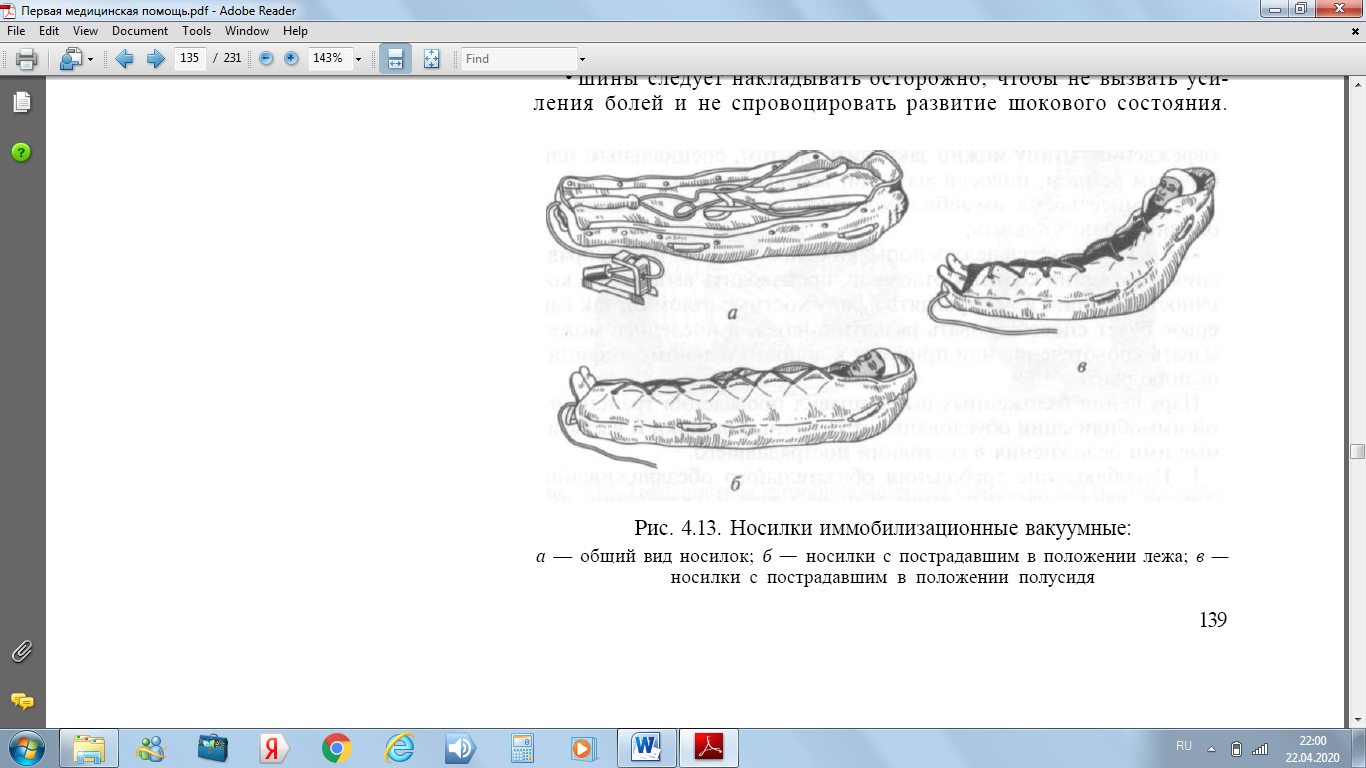 Первая медицинская помощь.pdf - Adobe Reader
File Edit View Document Tools Window Help
135 / 231 143% Find
• шины следует накладывать осторожно, чтобы не вызвать уси-
ления болей и не спровоцировать развитие шокового состояния.
а
в
б
Рис. 4.13. Носилки иммобилизационные вакуумные:
а — общий вид носилок; б — носилки с пострадавшим в положении лежа; в —
носилки с пострадавшим в положении полусидя
139
RU
22:00
22.04.2020